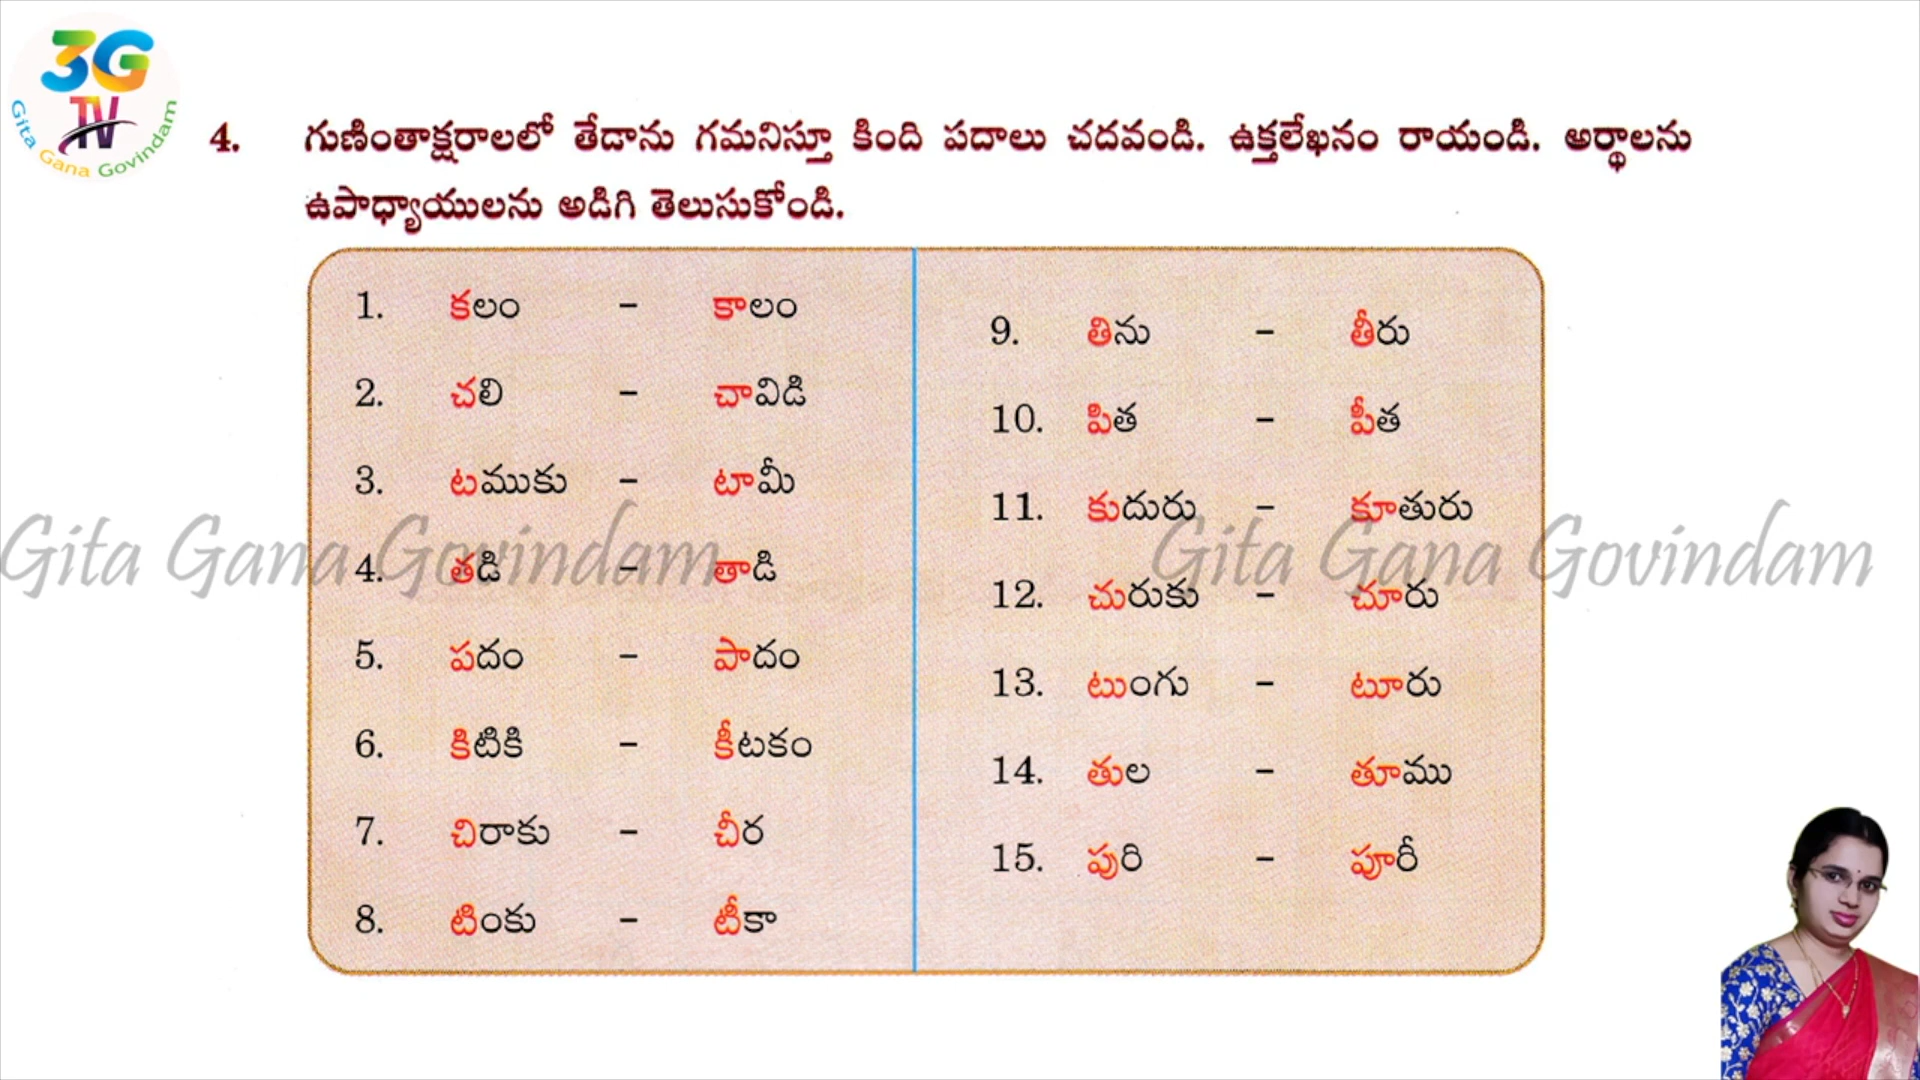 3G
TV
Gita Gana Govindam
4. గుణింతాక్షరాలలో తేడాను గమనిస్తూ కింది పదాలు చదవండి. ఉక్తలేఖనం రాయండి. అర్థాలను
ఉపాధ్యాయులను అడిగి తెలుసుకోండి.
1. కలం – కాలం
2. చలి – చావిడి
3. టముకు – టామీ
4. తడి – తాడి
5. పదం – పాదం
6. కిటికి – కీటకం
7. చిరాకు – చీర
8. టింకు – టీకా
9. తిను – తీరు
10. పిత – పీత
11. కుదురు – కూతురు
12. చురుకు – చూరు
13. టుంగు – టూరు
14. తుల – తూము
15. పురి – పూరీ
Gita Gana Govindam
Gita Gana Govindam